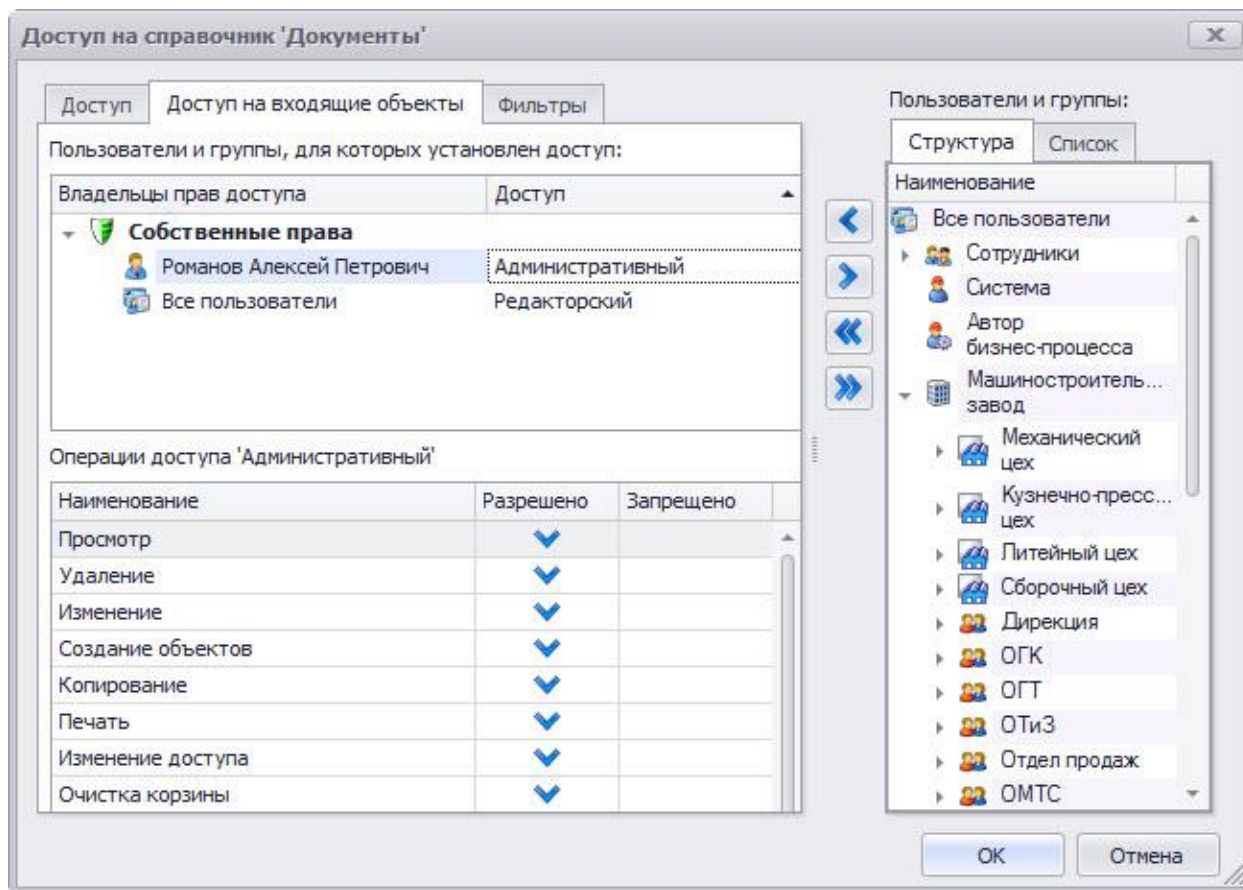 Доступ на справочник 'Документы'
Доступ
Доступ на входящие объекты
Фильтры
Пользователи и группы, для которых установлен доступ:
Владельцы прав доступа Доступ
Собственные права
Романов Алексей Петрович Административный
Все пользователи Редакторский
Операции доступа 'Административный'
Наименование Разрешено Запрещено
Просмотр
Удаление
Изменение
Создание объектов
Копирование
Печать
Изменение доступа
Очистка корзины
Пользователи и группы:
Структура Список
Наименование
Все пользователи
Сотрудники
Система
Автор
бизнес-процесса
Машиностроитель...
завод
Механический
цех
Кузнечно-пресс...
цех
Литейный цех
Сборочный цех
Дирекция
ОГК
ОГТ
ОТиЗ
Отдел продаж
ОМТС
ОК Отмена